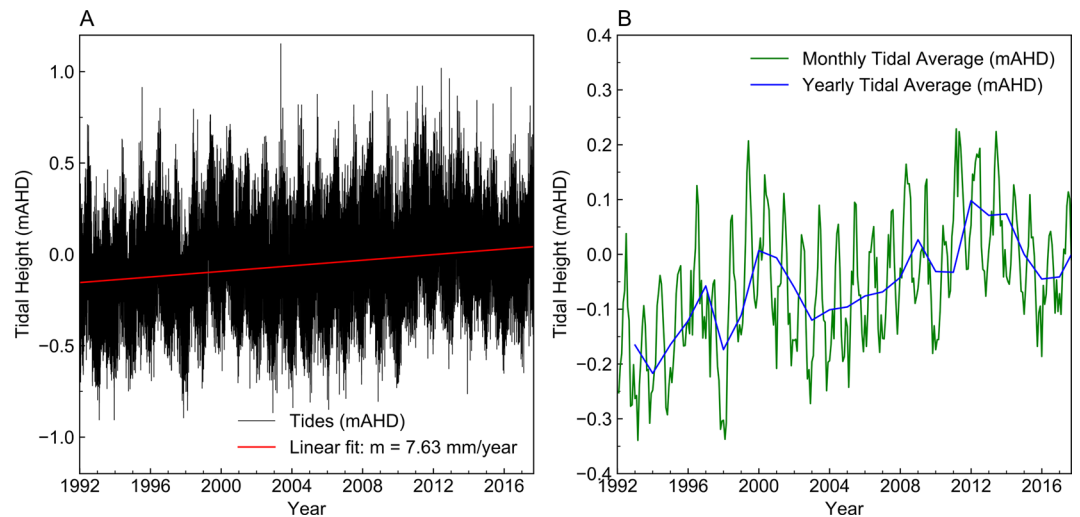 A
Tidal Height (mAHD)
1.0
0.5
0.0
−0.5
−1.0
Tides (mAHD)
Linear fit: m = 7.63 mm/year
1992 1996 2000 2004 2008 2012 2016
Year
B
Tidal Height (mAHD)
0.4
0.3
0.2
0.1
0.0
−0.1
−0.2
−0.3
−0.4
Monthly Tidal Average (mAHD)
Yearly Tidal Average (mAHD)
1992 1996 2000 2004 2008 2012 2016
Year